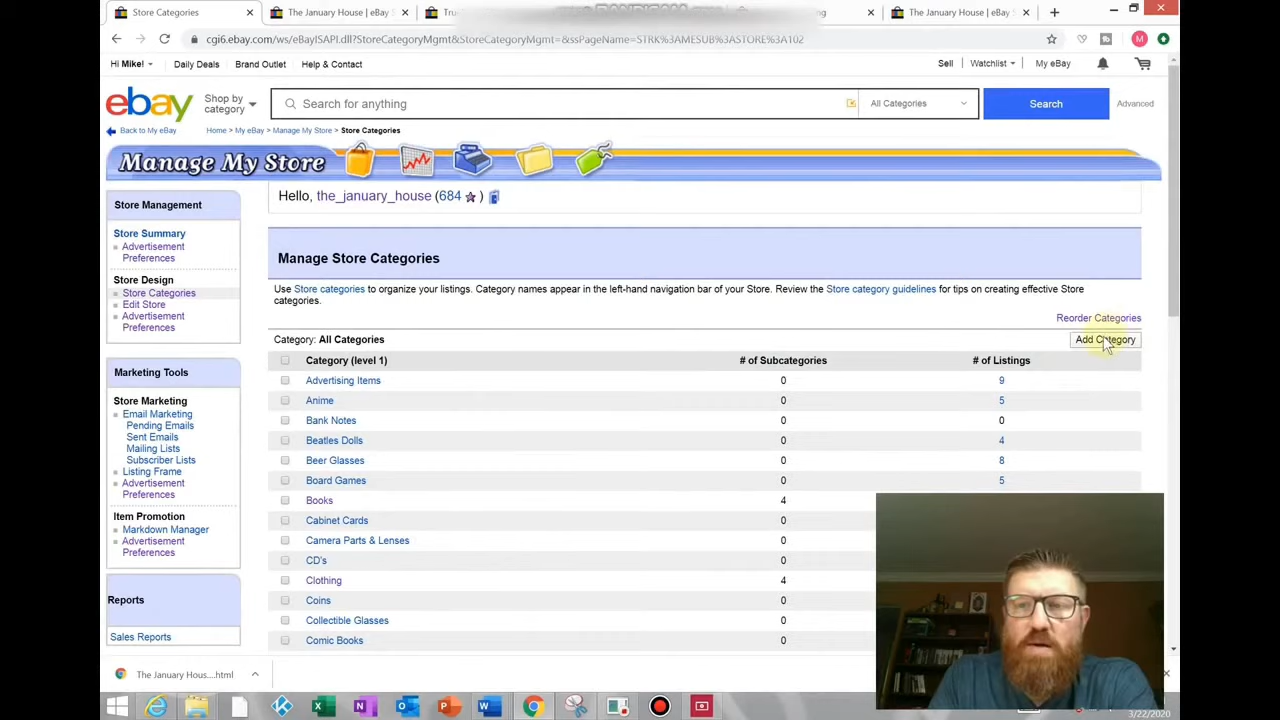 Store Categories
The January House | eBay S
Tru
ng
The January House | eBay S
cgi6.ebay.com/ws/eBayISAPI.dll?StoreCategoryMgmt&StoreCategoryMgmt=&ssPageName=STRK%3AMESUB%3ASTORE%3A102
M
Hi Mike!
Daily Deals
Brand Outlet
Help & Contact
Sell
Watchlist
My eBay
ebay
Shop by
category
Search for anything
All Categories
Search
Advanced
Back to My eBay
Home > My eBay > Manage My Store > Store Categories
Manage My Store
Store Management
Store Summary
Advertisement
Preferences
Store Design
Store Categories
Edit Store
Advertisement
Preferences
Marketing Tools
Store Marketing
Email Marketing
Pending Emails
Sent Emails
Mailing Lists
Subscriber Lists
Listing Frame
Advertisement
Preferences
Item Promotion
Markdown Manager
Advertisement
Preferences
Reports
Sales Reports
Hello, the_january_house (684 )
Manage Store Categories
Use Store categories to organize your listings. Category names appear in the left-hand navigation bar of your Store. Review the Store category guidelines for tips on creating effective Store
categories.
Reorder Categories
Category: All Categories
Add Category
Category (level 1) # of Subcategories # of Listings
Advertising Items 0 9
Anime 0 5
Bank Notes 0 0
Beatles Dolls 0 4
Beer Glasses 0 8
Board Games 0 5
Books 4
Cabinet Cards 0
Camera Parts & Lenses 0
CD's 0
Clothing 4
Coins 0
Collectible Glasses 0
Comic Books 0
The January Hous....html
3/22/2020